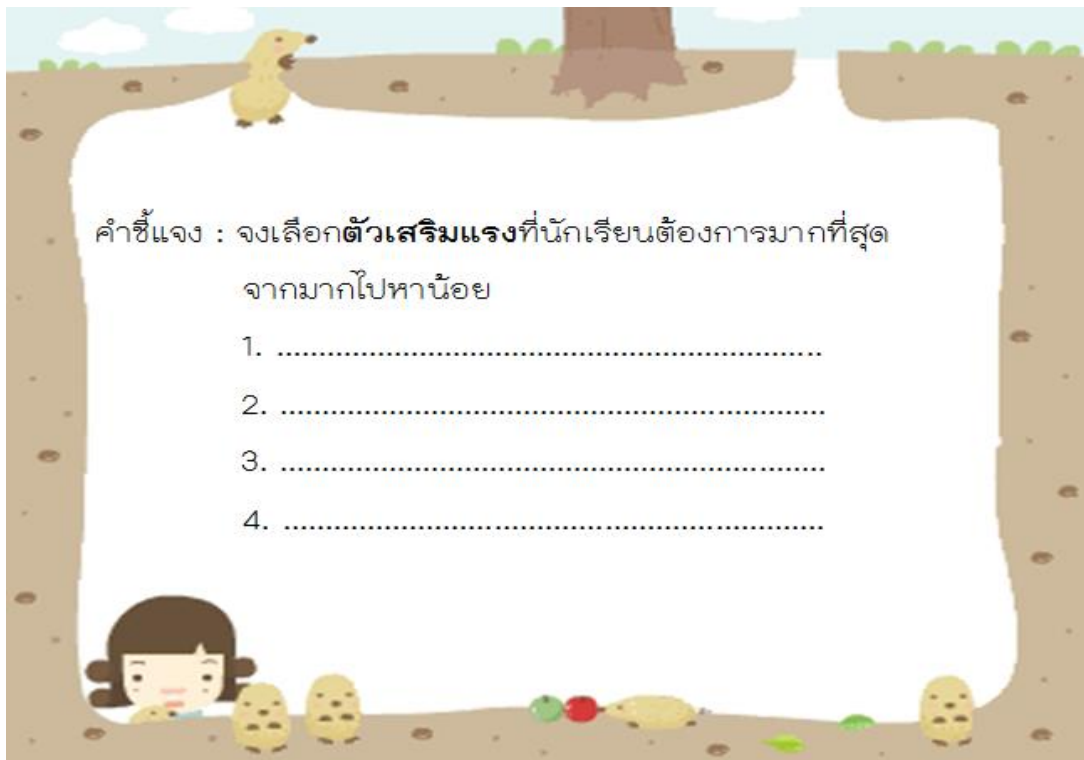 คำชี้แจง : จงเลือกตัวเสริมแรงที่นักเรียนต้องการมากที่สุด
จากมากไปหาน้อย
1. .................................................................
2. .................................................................
3. .................................................................
4. .................................................................